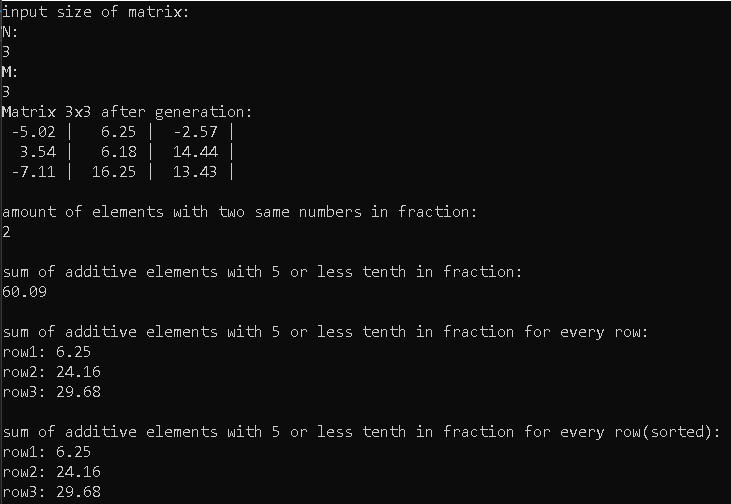 input size of matrix:
N:
3
M:
3
Matrix 3x3 after generation:
-5.02 | 6.25 | -2.57 |
3.54 | 6.18 | 14.44 |
-7.11 | 16.25 | 13.43 |
amount of elements with two same numbers in fraction:
2
sum of additive elements with 5 or less tenth in fraction:
60.09
sum of additive elements with 5 or less tenth in fraction for every row:
row1: 6.25
row2: 24.16
row3: 29.68
sum of additive elements with 5 or less tenth in fraction for every row(sorted):
row1: 6.25
row2: 24.16
row3: 29.68